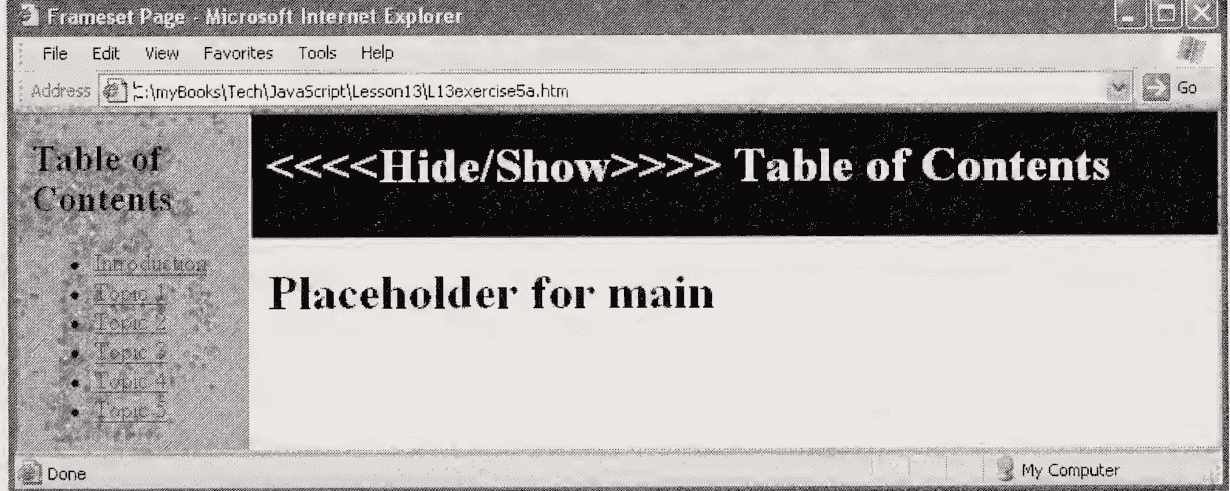 Frameset Page - Microsoft Internet Explorer
File Edit View Favorites Tools Help
Address :\myBooks\Tech\JavaScript\Lesson13\L13exercise5a.htm Go
Table of
Contents
• Introduction
• Topic 1
• Topic 2
• Topic 3
• Topic 4
• Topic 5
<<<<Hide/Show>>>> Table of Contents
Placeholder for main
Done My Computer